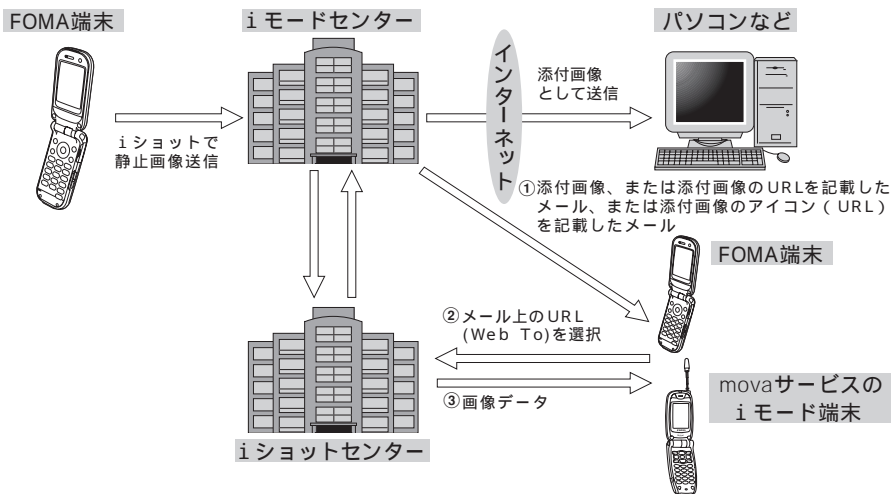 FOMA端末
iモードセンター
パソコンなど
インターネット
添付画像
として送信
iショットで
静止画像送信
①添付画像、または添付画像のURLを記載した
メール、または添付画像のアイコン(URL)
を記載したメール
FOMA端末
②メール上のURL
(Web To)を選択
③画像データ
movaサービスの
iモード端末
iショットセンター